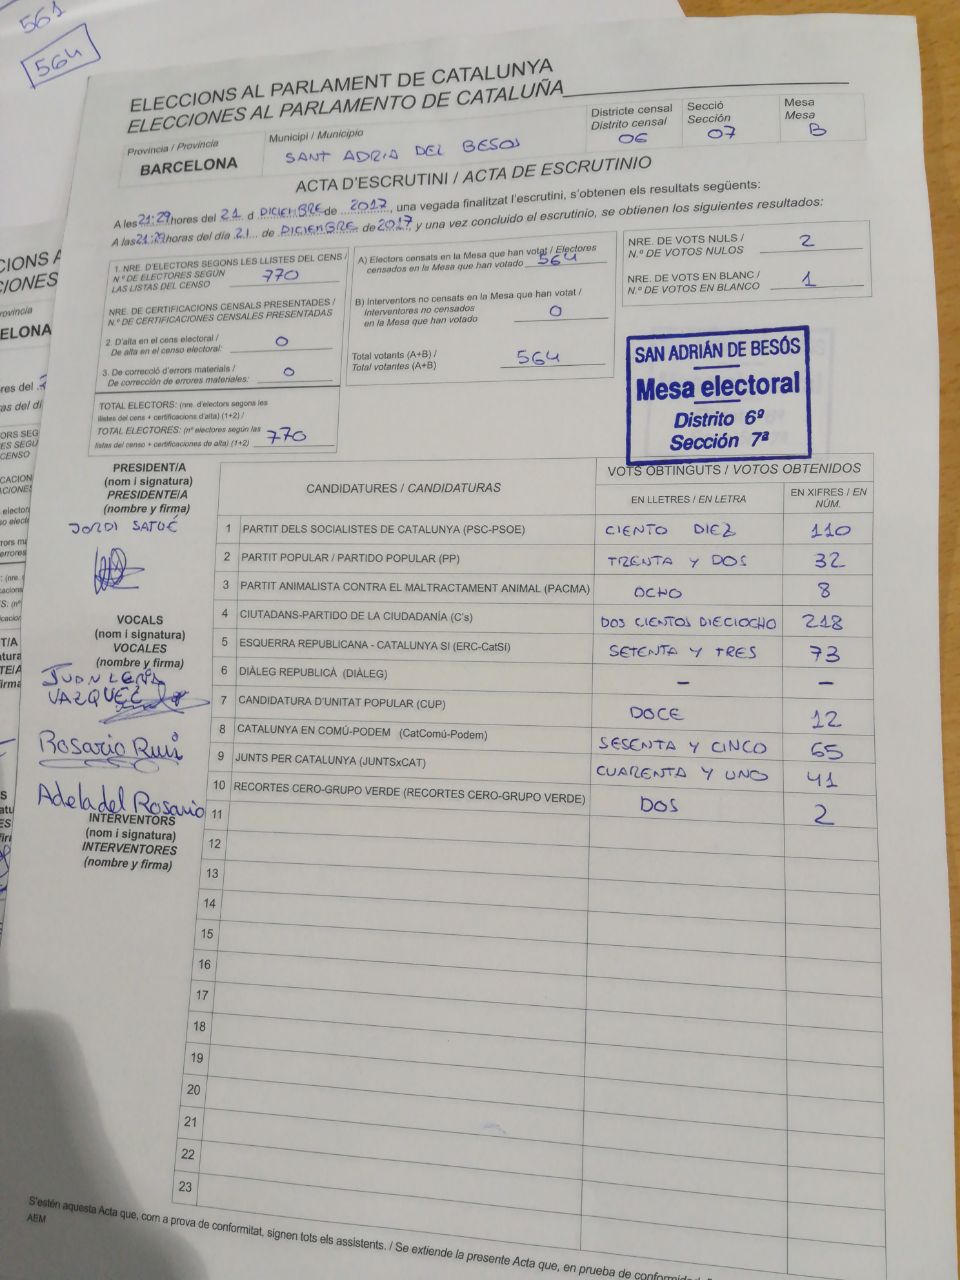 561
564
ELECCIONS AL PARLAMENT DE CATALUNYA
ELECCIONES AL PARLAMENTO DE CATALUÑA
Provincia / Provincia
BARCELONA
Municipi / Municipio
SANT ADRIA DEL BESOS
Districte censal
Distrito censal
06
Secció
Sección
07
Mesa
Mesa
B
ACTA D'ESCRUTINI / ACTA DE ESCRUTINIO
A les 21:29 hores del 21 d DICIEMBRE de 2017, una vegada finalitzat l'escrutini, s'obtenen els resultats següents:
A las 21:29 horas del día 21 de DICIEMBRE de 2017 y una vez concluido el escrutinio, se obtienen los siguientes resultados:
1. NRE. D'ELECTORS SEGONS LES LLISTES DEL CENS /
N.º DE ELECTORES SEGÚN
LAS LISTAS DEL CENSO
770
NRE. DE CERTIFICACIONS CENSALS PRESENTADES /
N.º DE CERTIFICACIONES CENSALES PRESENTADAS
2. D'alta en el cens electoral /
De alta en el censo electoral:
0
3. De correcció d'errors materials /
De corrección de errores materiales:
0
TOTAL ELECTORS: (nre. d'electors segons les
llistes del cens + certificacions d'alta) (1+2) /
TOTAL ELECTORES: (nº electores según las
listas del censo + certificaciones de alta) (1+2)
770
A) Electors censats en la Mesa que han votat / Electores
censados en la Mesa que han votado
564
B) Interventors no censats en la Mesa que han votat /
Interventores no censados
en la Mesa que han votado
0
Total votants (A+B) /
Total votantes (A+B)
564
NRE. DE VOTS NULS /
N.º DE VOTOS NULOS
2
NRE. DE VOTS EN BLANC /
N.º DE VOTOS EN BLANCO
1
SAN ADRIÁN DE BESÓS
Mesa electoral
Distrito 6º
Sección 7ª
PRESIDENT/A
(nom i signatura)
PRESIDENTE/A
(nombre y firma)
JORDI SATUÉ
VOCALS
(nom i signatura)
VOCALES
(nombre y firma)
JUAN LEÑA
VAZQUEZ
Rosario Ruiz
Adela del Rosario
INTERVENTORS
(nom i signatura)
INTERVENTORES
(nombre y firma)
CANDIDATURES / CANDIDATURAS
VOTS OBTINGUTS / VOTOS OBTENIDOS
EN LLETRES / EN LETRA
EN XIFRES / EN NÚM.
1 PARTIT DELS SOCIALISTES DE CATALUNYA (PSC-PSOE) CIENTO DIEZ 110
2 PARTIT POPULAR / PARTIDO POPULAR (PP) TRENTA Y DOS 32
3 PARTIT ANIMALISTA CONTRA EL MALTRACTAMENT ANIMAL (PACMA) OCHO 8
4 CIUTADANS-PARTIDO DE LA CIUDADANÍA (C's) DOS CIENTOS DIECIOCHO 218
5 ESQUERRA REPUBLICANA - CATALUNYA SI (ERC-CatSí) SETENTA Y TRES 73
6 DIÀLEG REPUBLICÀ (DIÀLEG) — —
7 CANDIDATURA D'UNITAT POPULAR (CUP) DOCE 12
8 CATALUNYA EN COMÚ-PODEM (CatComú-Podem) SESENTA Y CINCO 65
9 JUNTS PER CATALUNYA (JUNTSxCAT) CUARENTA Y UNO 41
10 RECORTES CERO-GRUPO VERDE (RECORTES CERO-GRUPO VERDE) DOS 2
11
12
13
14
15
16
17
18
19
20
21
22
23
S'estén aquesta Acta que, com a prova de conformitat, signen tots els assistents. / Se extiende la presente Acta que, en prueba de conformidad,
AEM